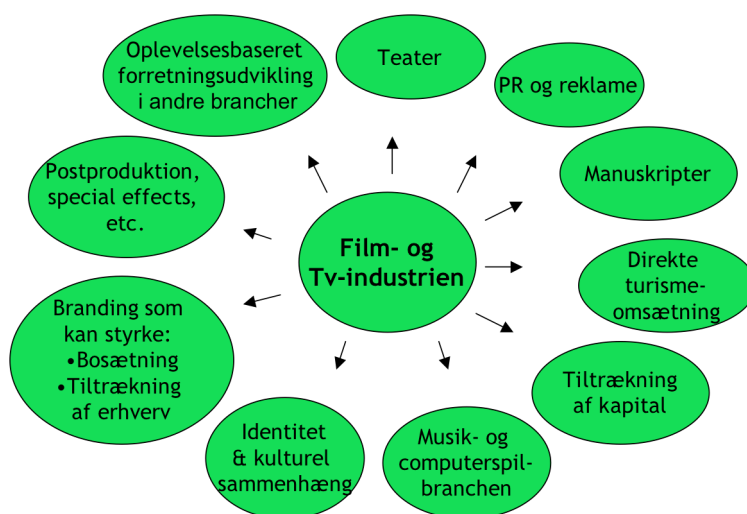 Oplevelsesbaseret
forretningsudvikling
i andre brancher
Teater
PR og reklame
Postproduktion,
special effects,
etc.
Manuskripter
Film- og
Tv-industrien
Direkte
turisme-
omsætning
Branding som
kan styrke:
•Bosætning
•Tiltrækning
af erhverv
Tiltrækning
af kapital
Identitet
& kulturel
sammenhæng
Musik- og
computerspil-
branchen